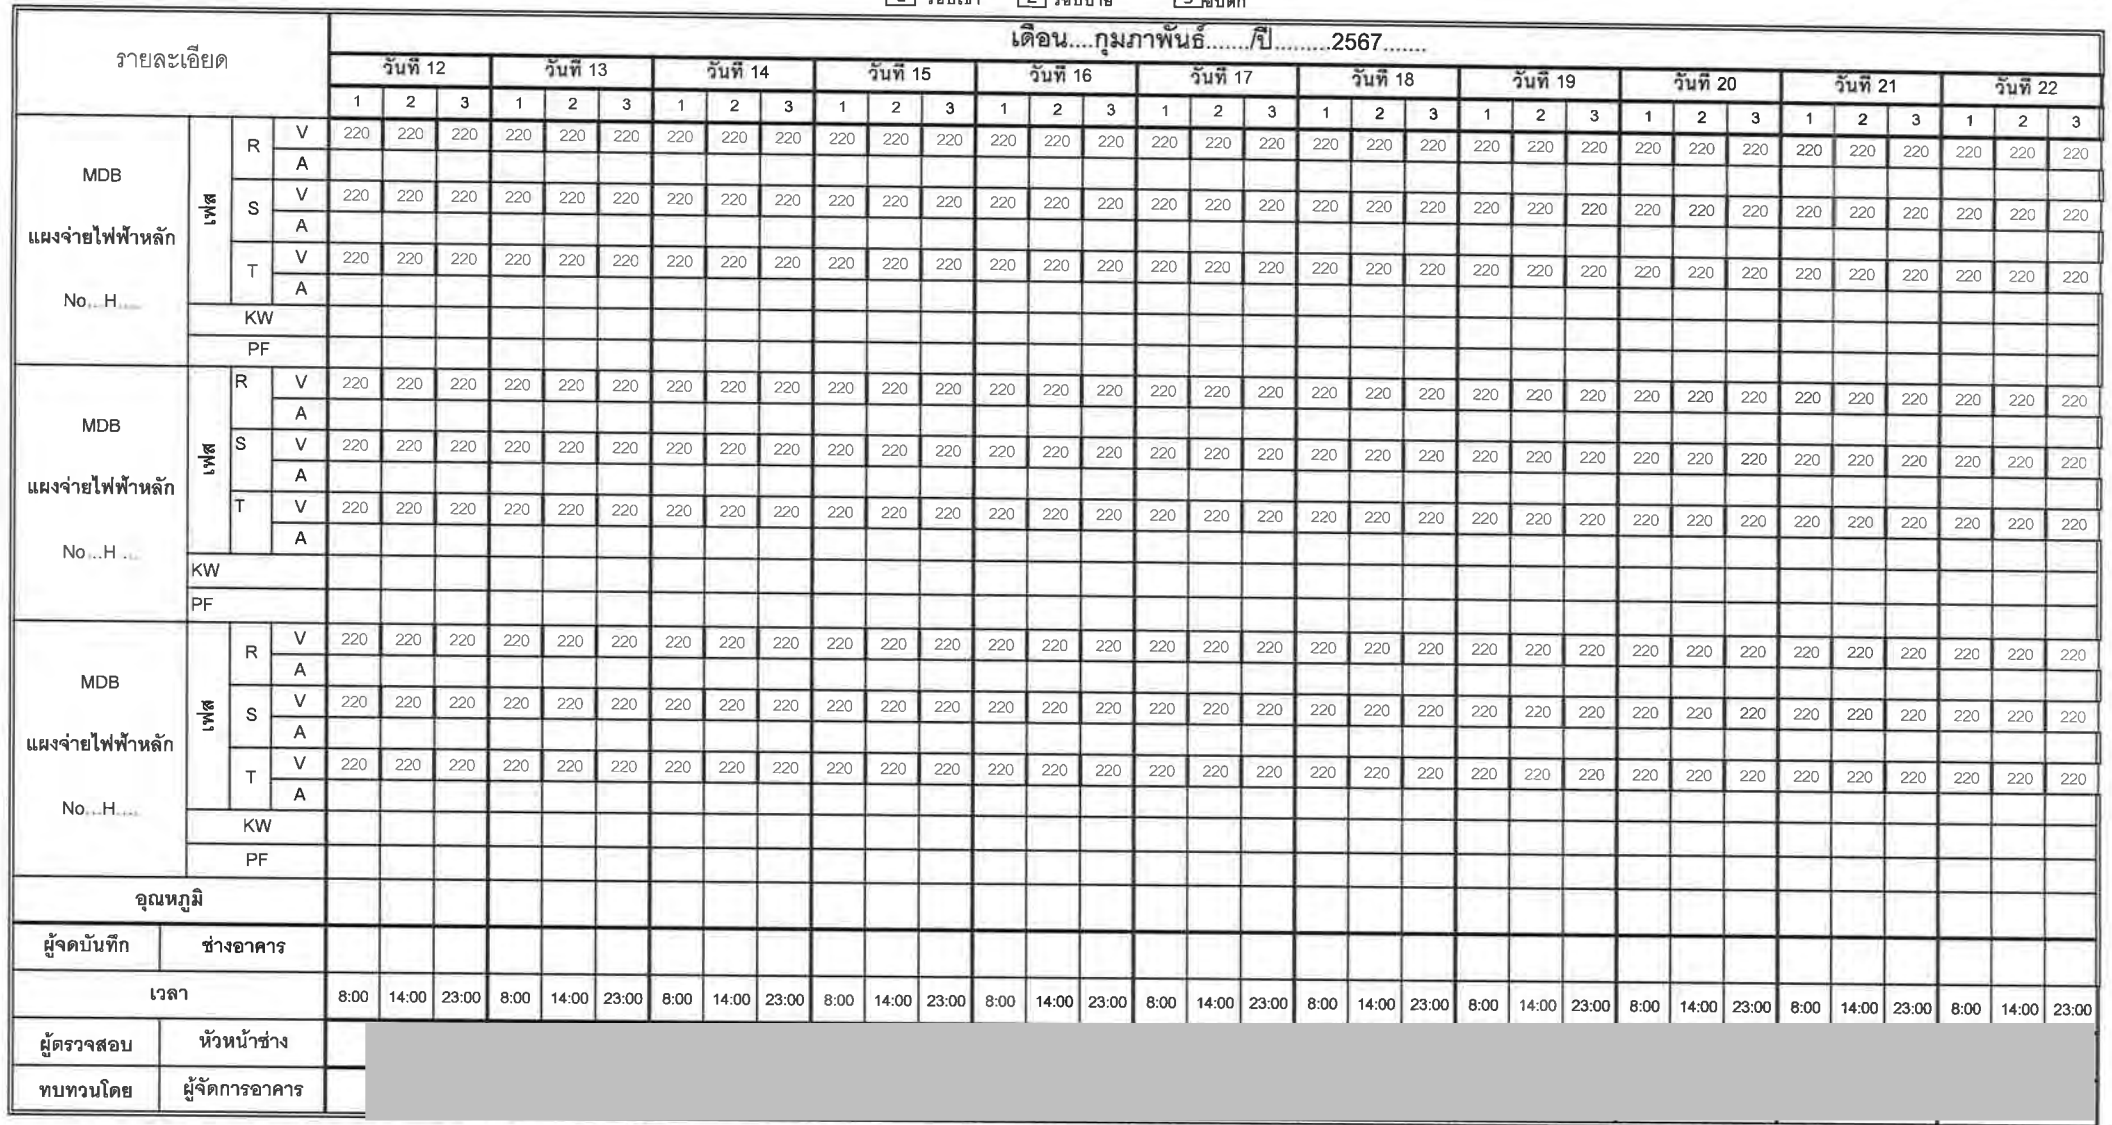 1 รอบเช้า 2 รอบบ่าย 3 รอบดึก
เดือน....กุมภาพันธ์......./ปี..........2567.......
รายละเอียด
วันที่ 12 วันที่ 13 วันที่ 14 วันที่ 15 วันที่ 16 วันที่ 17 วันที่ 18 วันที่ 19 วันที่ 20 วันที่ 21 วันที่ 22
1 2 3 1 2 3 1 2 3 1 2 3 1 2 3 1 2 3 1 2 3 1 2 3 1 2 3 1 2 3 1 2 3
MDB
แผงจ่ายไฟฟ้าหลัก
No...H.....
เฟส
R V 220 220 220 220 220 220 220 220 220 220 220 220 220 220 220 220 220 220 220 220 220 220 220 220 220 220 220 220 220 220 220 220 220
A
S V 220 220 220 220 220 220 220 220 220 220 220 220 220 220 220 220 220 220 220 220 220 220 220 220 220 220 220 220 220 220 220 220 220
A
T V 220 220 220 220 220 220 220 220 220 220 220 220 220 220 220 220 220 220 220 220 220 220 220 220 220 220 220 220 220 220 220 220 220
A
KW
PF
MDB
แผงจ่ายไฟฟ้าหลัก
No...H ...
เฟส
R V 220 220 220 220 220 220 220 220 220 220 220 220 220 220 220 220 220 220 220 220 220 220 220 220 220 220 220 220 220 220 220 220 220
A
S V 220 220 220 220 220 220 220 220 220 220 220 220 220 220 220 220 220 220 220 220 220 220 220 220 220 220 220 220 220 220 220 220 220
A
T V 220 220 220 220 220 220 220 220 220 220 220 220 220 220 220 220 220 220 220 220 220 220 220 220 220 220 220 220 220 220 220 220 220
A
KW
PF
MDB
แผงจ่ายไฟฟ้าหลัก
No...H.....
เฟส
R V 220 220 220 220 220 220 220 220 220 220 220 220 220 220 220 220 220 220 220 220 220 220 220 220 220 220 220 220 220 220 220 220 220
A
S V 220 220 220 220 220 220 220 220 220 220 220 220 220 220 220 220 220 220 220 220 220 220 220 220 220 220 220 220 220 220 220 220 220
A
T V 220 220 220 220 220 220 220 220 220 220 220 220 220 220 220 220 220 220 220 220 220 220 220 220 220 220 220 220 220 220 220 220 220
A
KW
PF
อุณหภูมิ
ผู้จดบันทึก ช่างอาคาร
เวลา 8:00 14:00 23:00 8:00 14:00 23:00 8:00 14:00 23:00 8:00 14:00 23:00 8:00 14:00 23:00 8:00 14:00 23:00 8:00 14:00 23:00 8:00 14:00 23:00 8:00 14:00 23:00 8:00 14:00 23:00 8:00 14:00 23:00
ผู้ตรวจสอบ หัวหน้าช่าง
ทบทวนโดย ผู้จัดการอาคาร